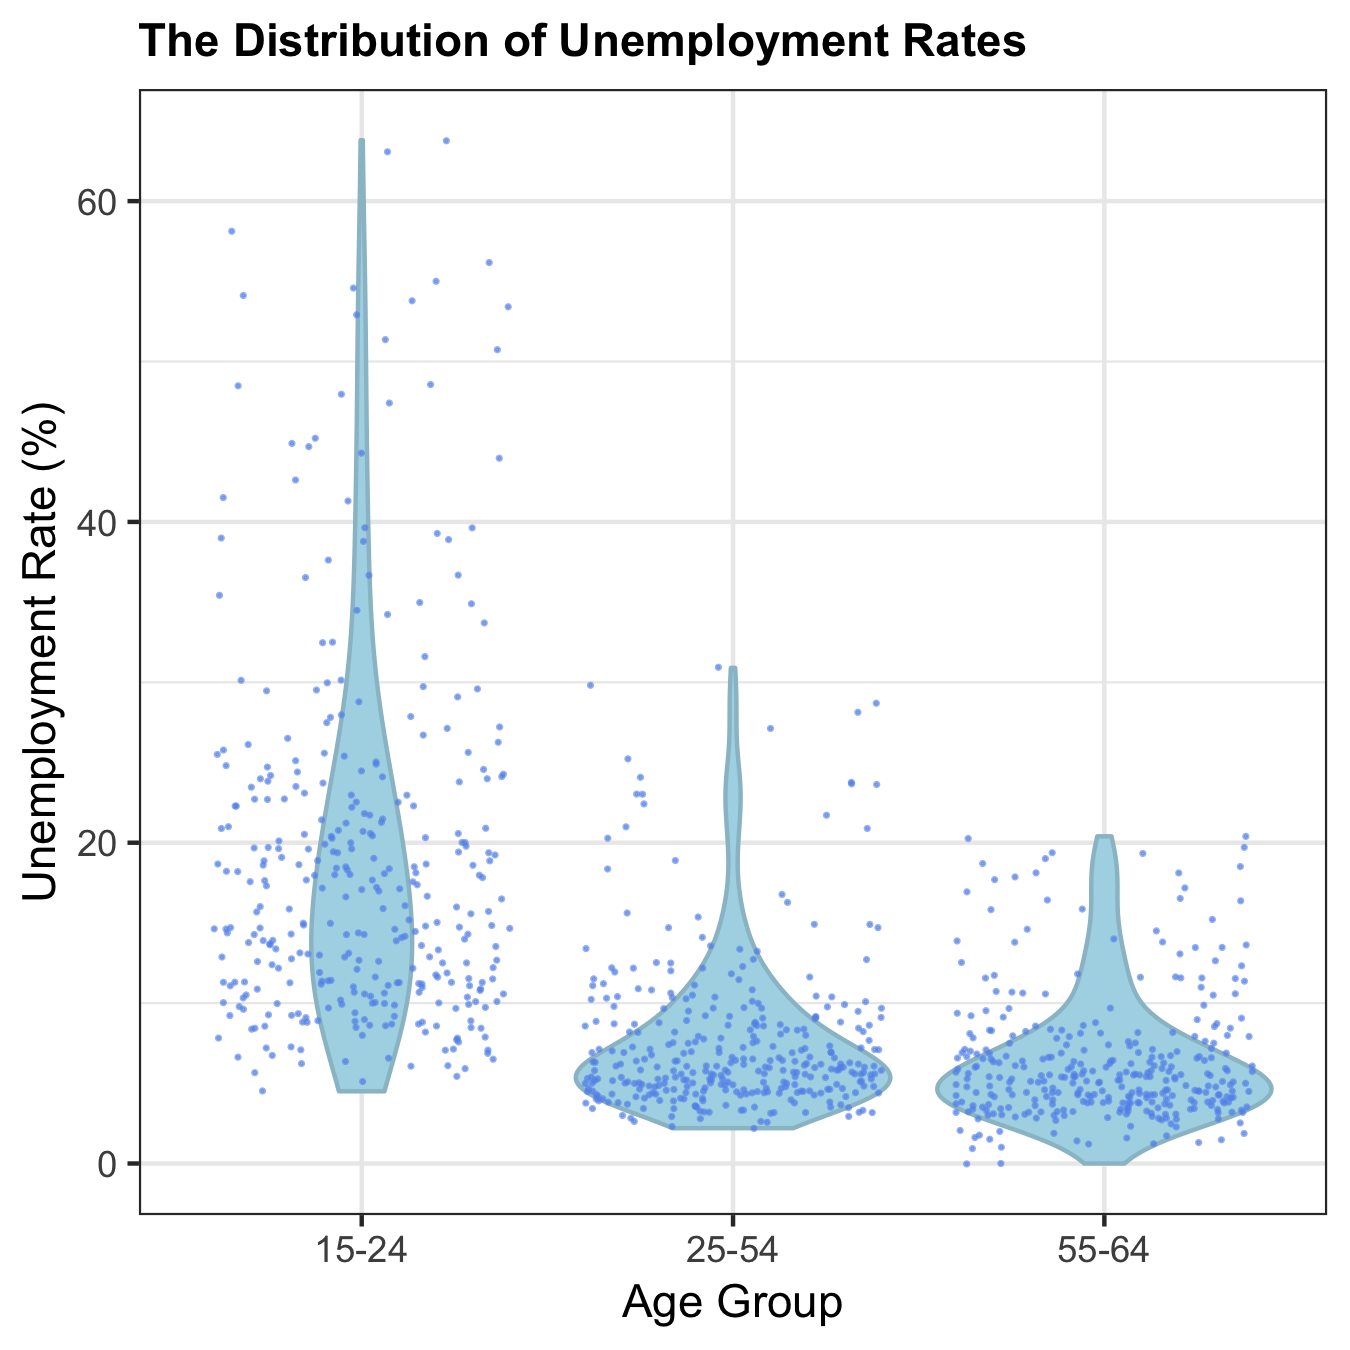 The Distribution of Unemployment Rates
Unemployment Rate (%)
60
40
20
0
15-24
25-54
55-64
Age Group